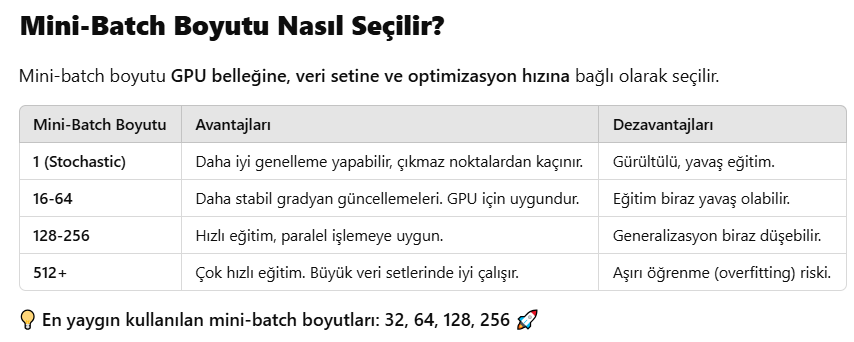 Mini-Batch Boyutu Nasıl Seçilir?
Mini-batch boyutu GPU belleğine, veri setine ve optimizasyon hızına bağlı olarak seçilir.
Mini-Batch Boyutu Avantajları Dezavantajları
1 (Stochastic) Daha iyi genelleme yapabilir, çıkmaz noktalardan kaçınır. Gürültülü, yavaş eğitim.
16-64 Daha stabil gradyan güncellemeleri. GPU için uygundur. Eğitim biraz yavaş olabilir.
128-256 Hızlı eğitim, paralel işlemeye uygun. Generalizasyon biraz düşebilir.
512+ Çok hızlı eğitim. Büyük veri setlerinde iyi çalışır. Aşırı öğrenme (overfitting) riski.
💡 En yaygın kullanılan mini-batch boyutları: 32, 64, 128, 256 🚀